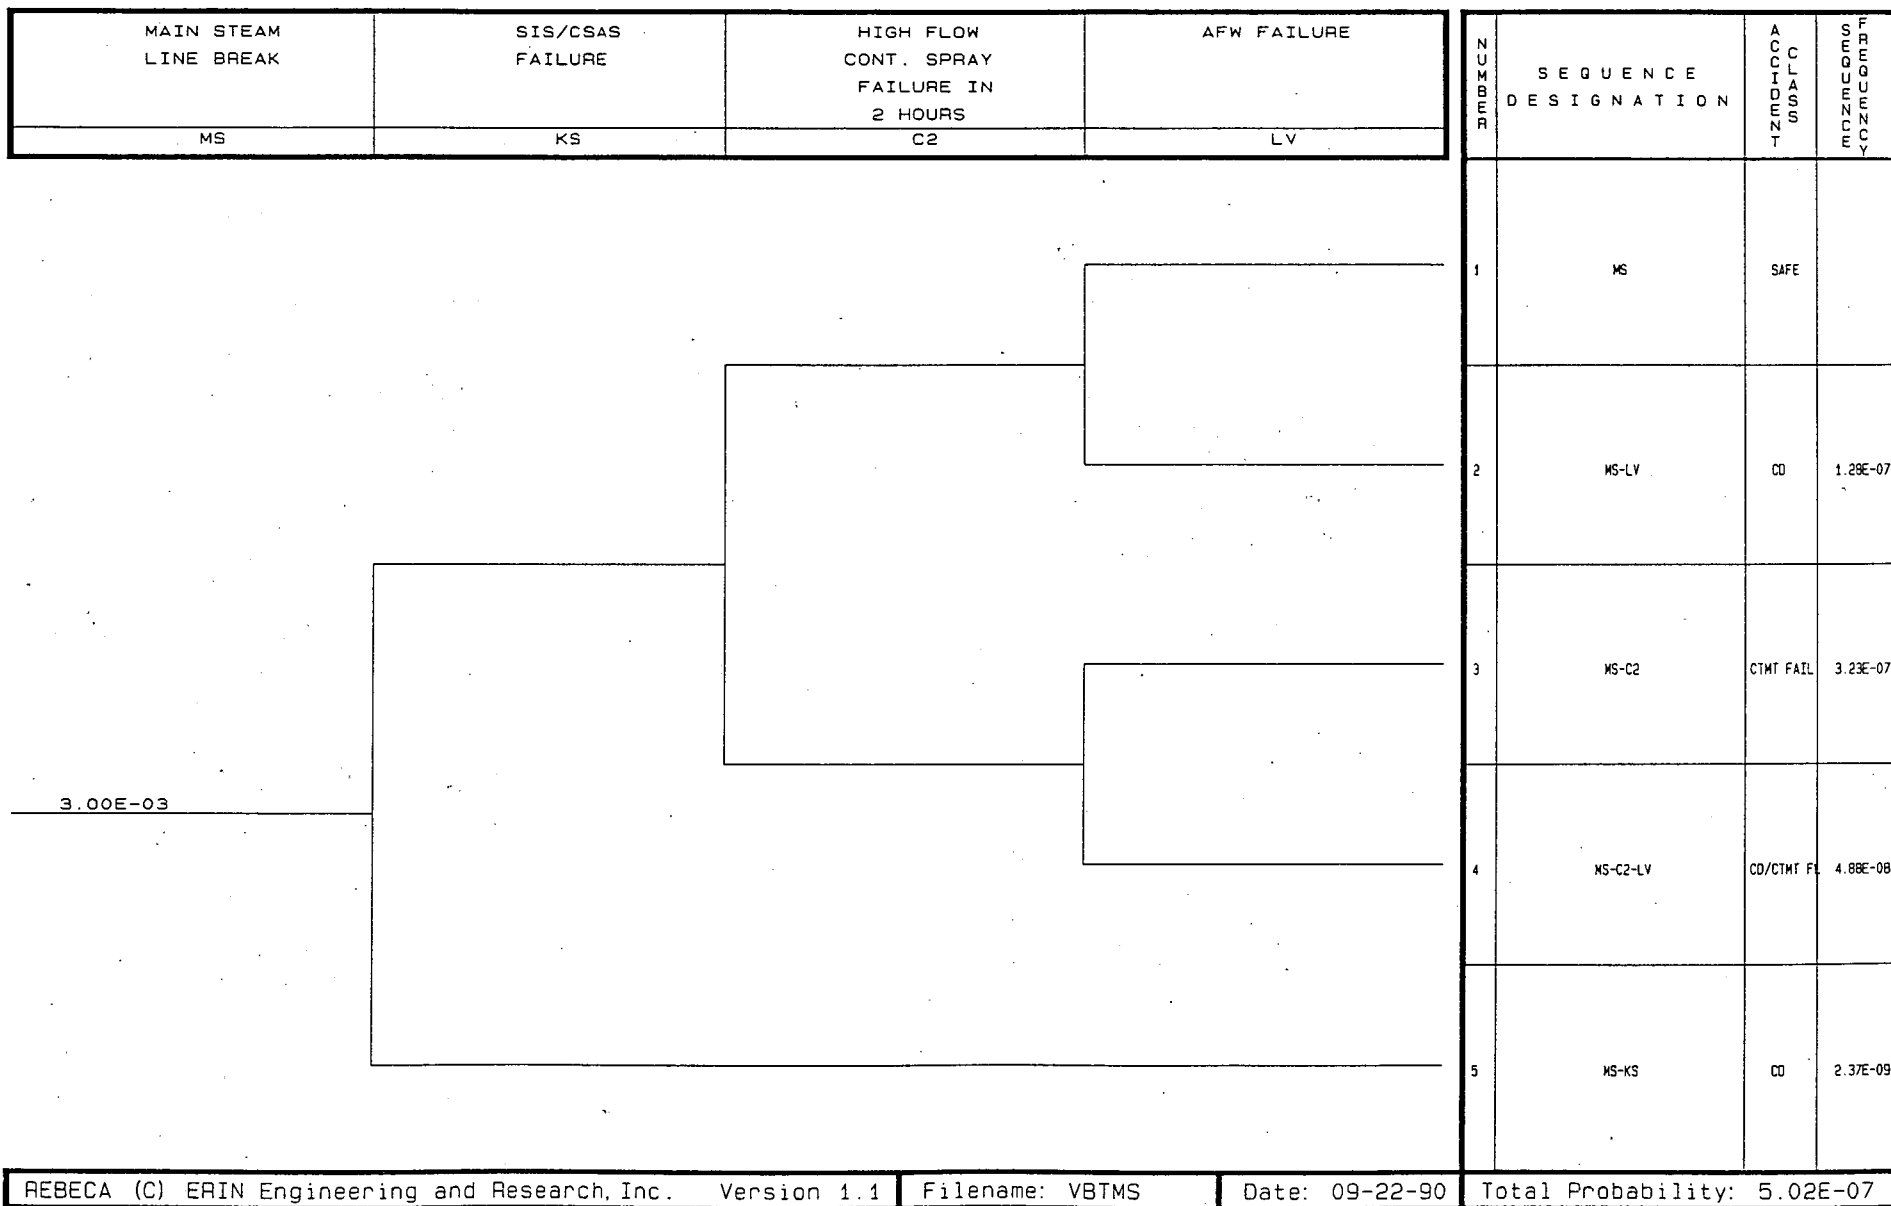 MAIN STEAM
LINE BREAK
MS
SIS/CSAS
FAILURE
KS
HIGH FLOW
CONT. SPRAY
FAILURE IN
2 HOURS
C2
AFW FAILURE
LV
NUMBER
SEQUENCE
DESIGNATION
ACCIDENT
CLASS
SEQUENCE
FREQUENCY
1 MS SAFE
2 MS-LV CD 1.28E-07
3 MS-C2 CTMT FAIL 3.23E-07
4 MS-C2-LV CD/CTMT FL 4.88E-08
5 MS-KS CD 2.37E-09
3.00E-03
REBECA (C) ERIN Engineering and Research, Inc. Version 1.1
Filename: VBTMS
Date: 09-22-90
Total Probability: 5.02E-07